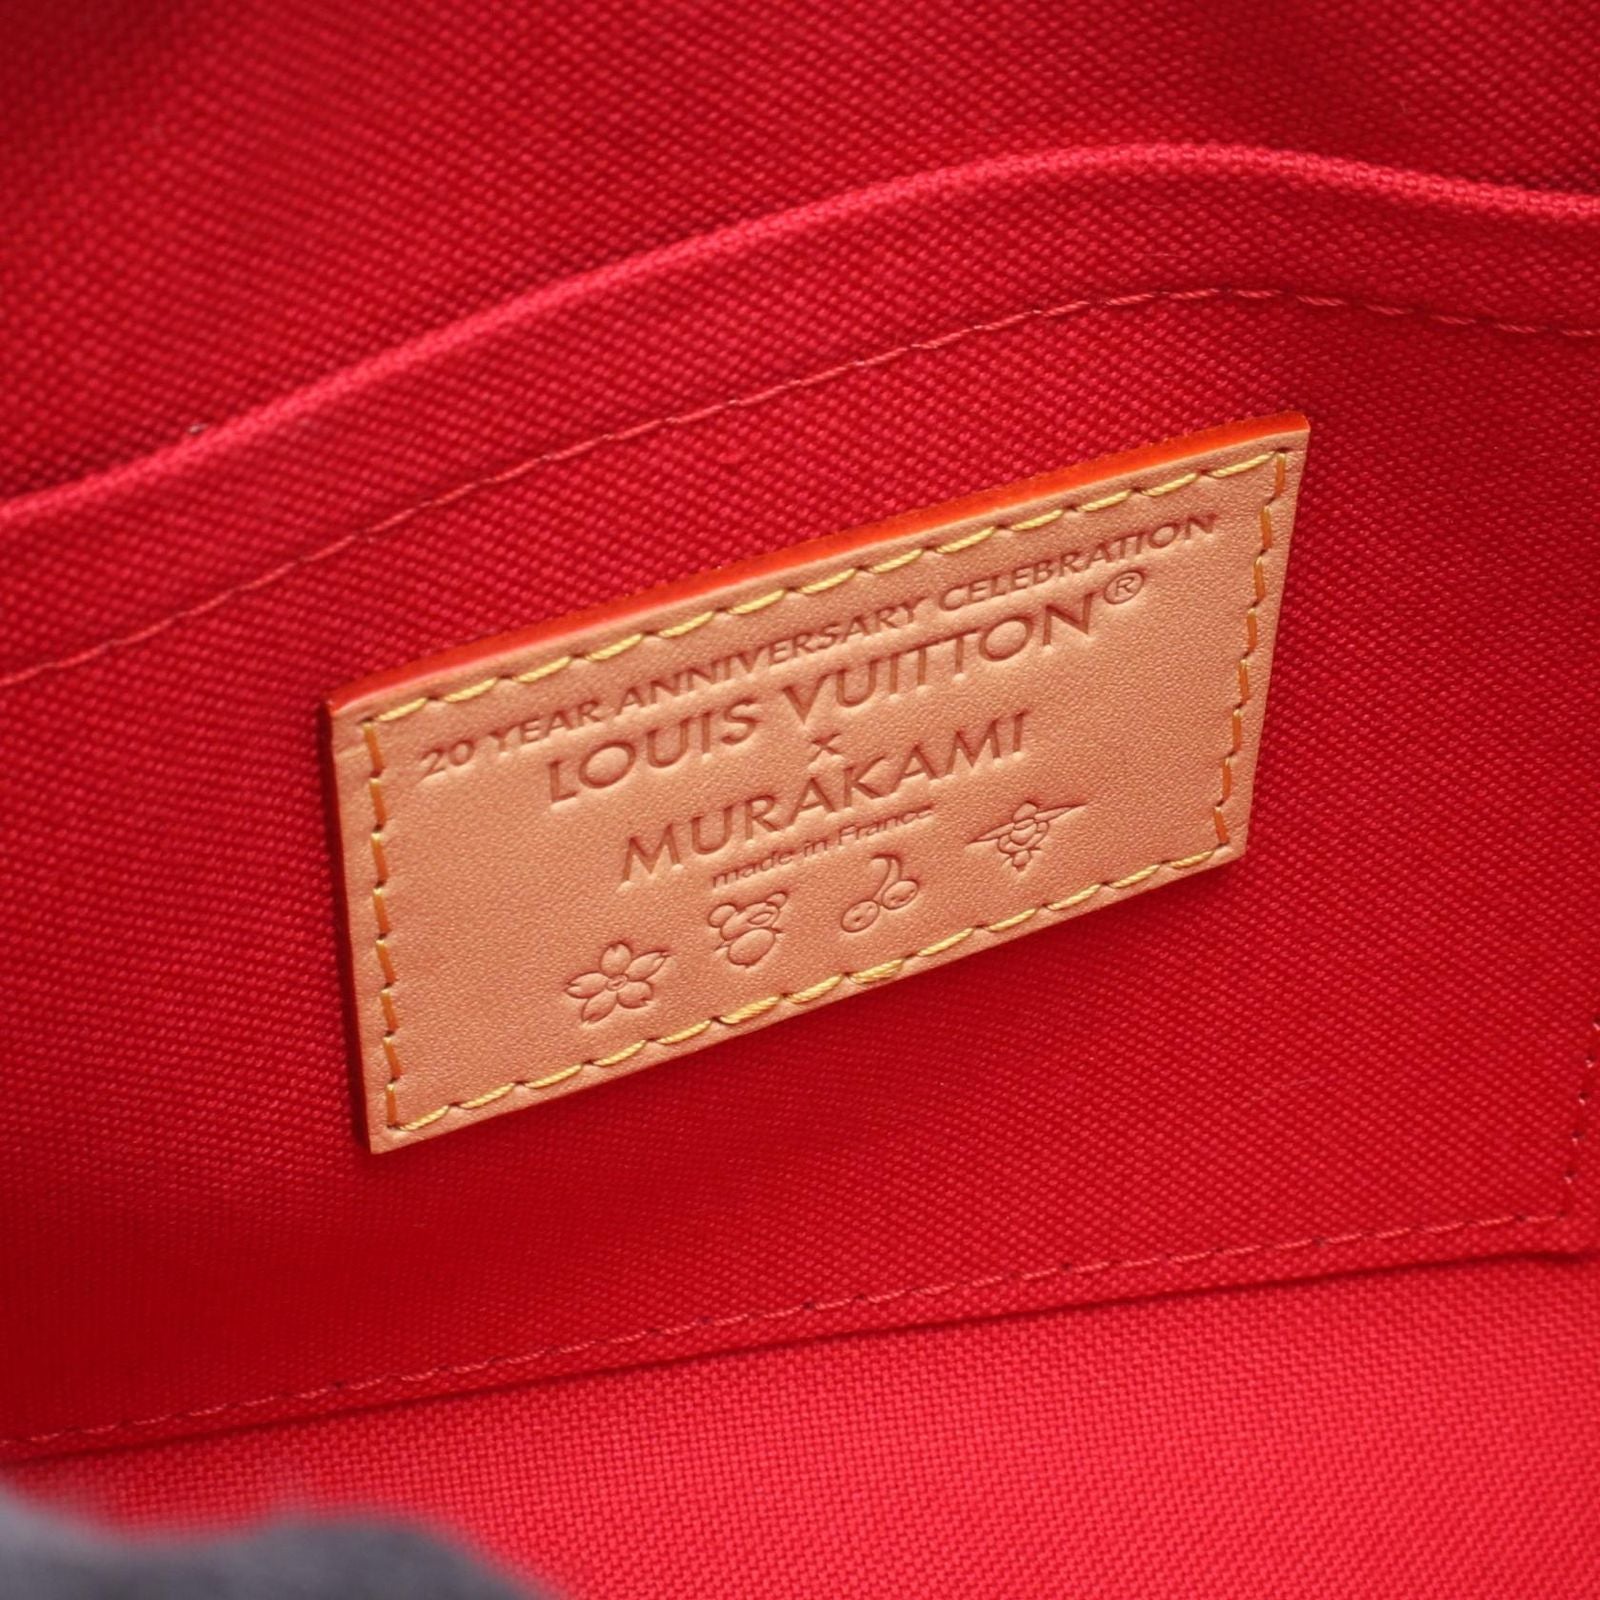 20 YEAR ANNIVERSARY CELEBRATION
LOUIS VUITTON®
x
MURAKAMI
made in France